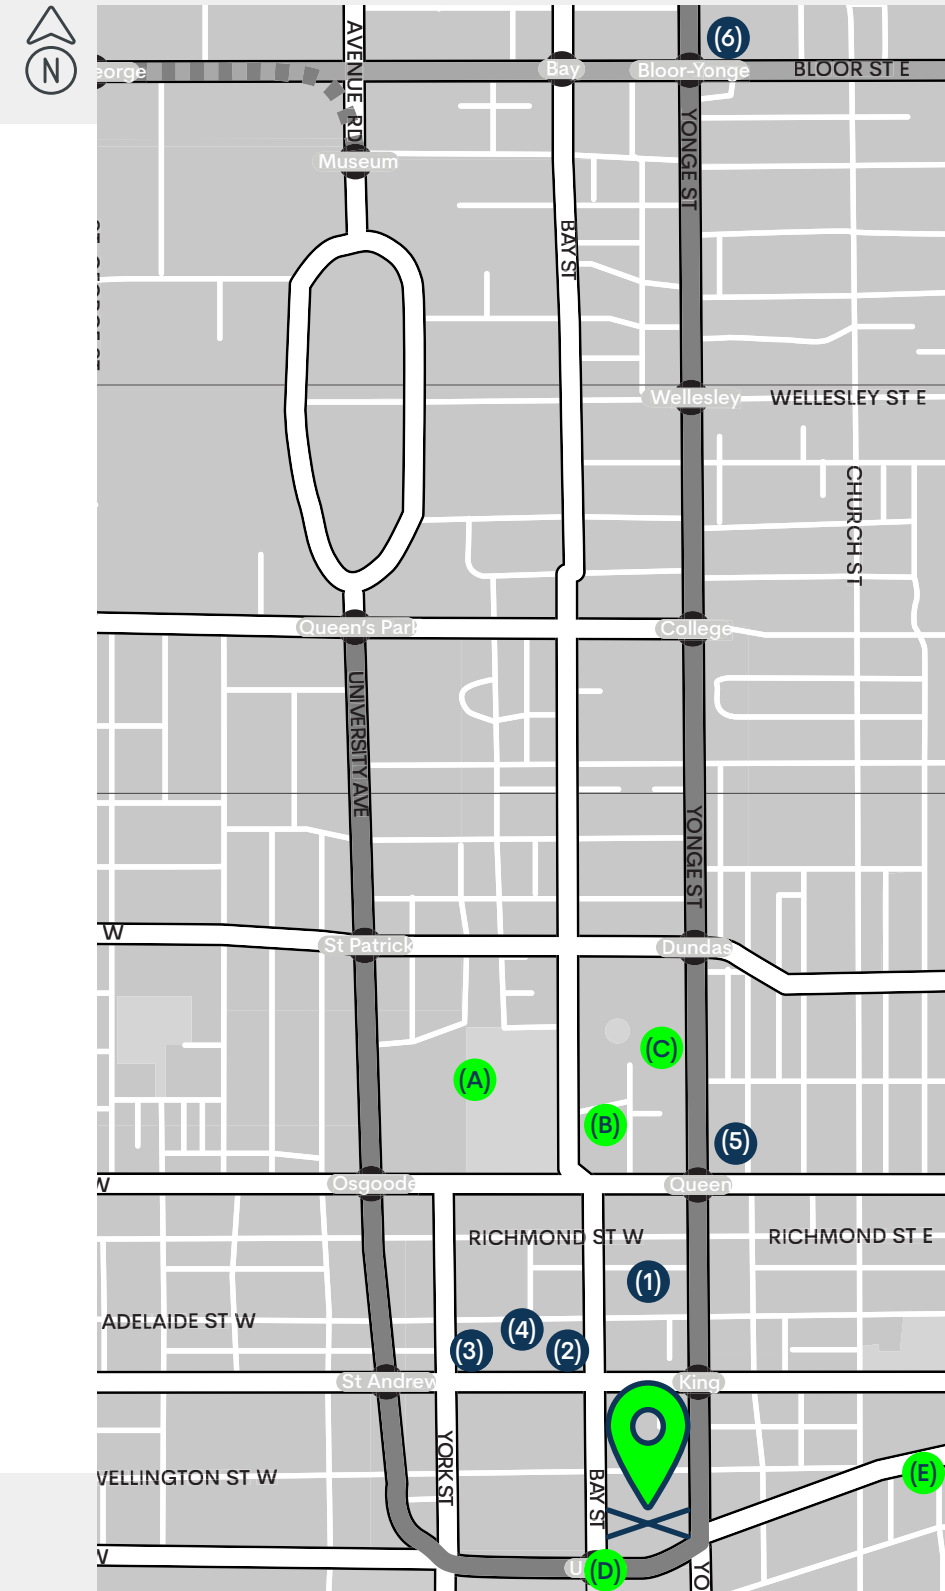 N
(6)
AVENUE RD
Bay
Bloor-Yonge
BLOOR ST E
eorge
YONGE ST
Museum
BAY ST
Wellesley
WELLESLEY ST E
CHURCH ST
Queen's Park
College
UNIVERSITY AVE
YONGE ST
W
St Patrick
Dundas
(C)
(A)
(B)
(5)
W
Osgoode
Queen
RICHMOND ST W
RICHMOND ST E
(1)
ADELAIDE ST W
(4)
(3)
(2)
St Andrew
King
YORK ST
BAY ST
WELLINGTON ST W
(E)
W
U
(D)
YO